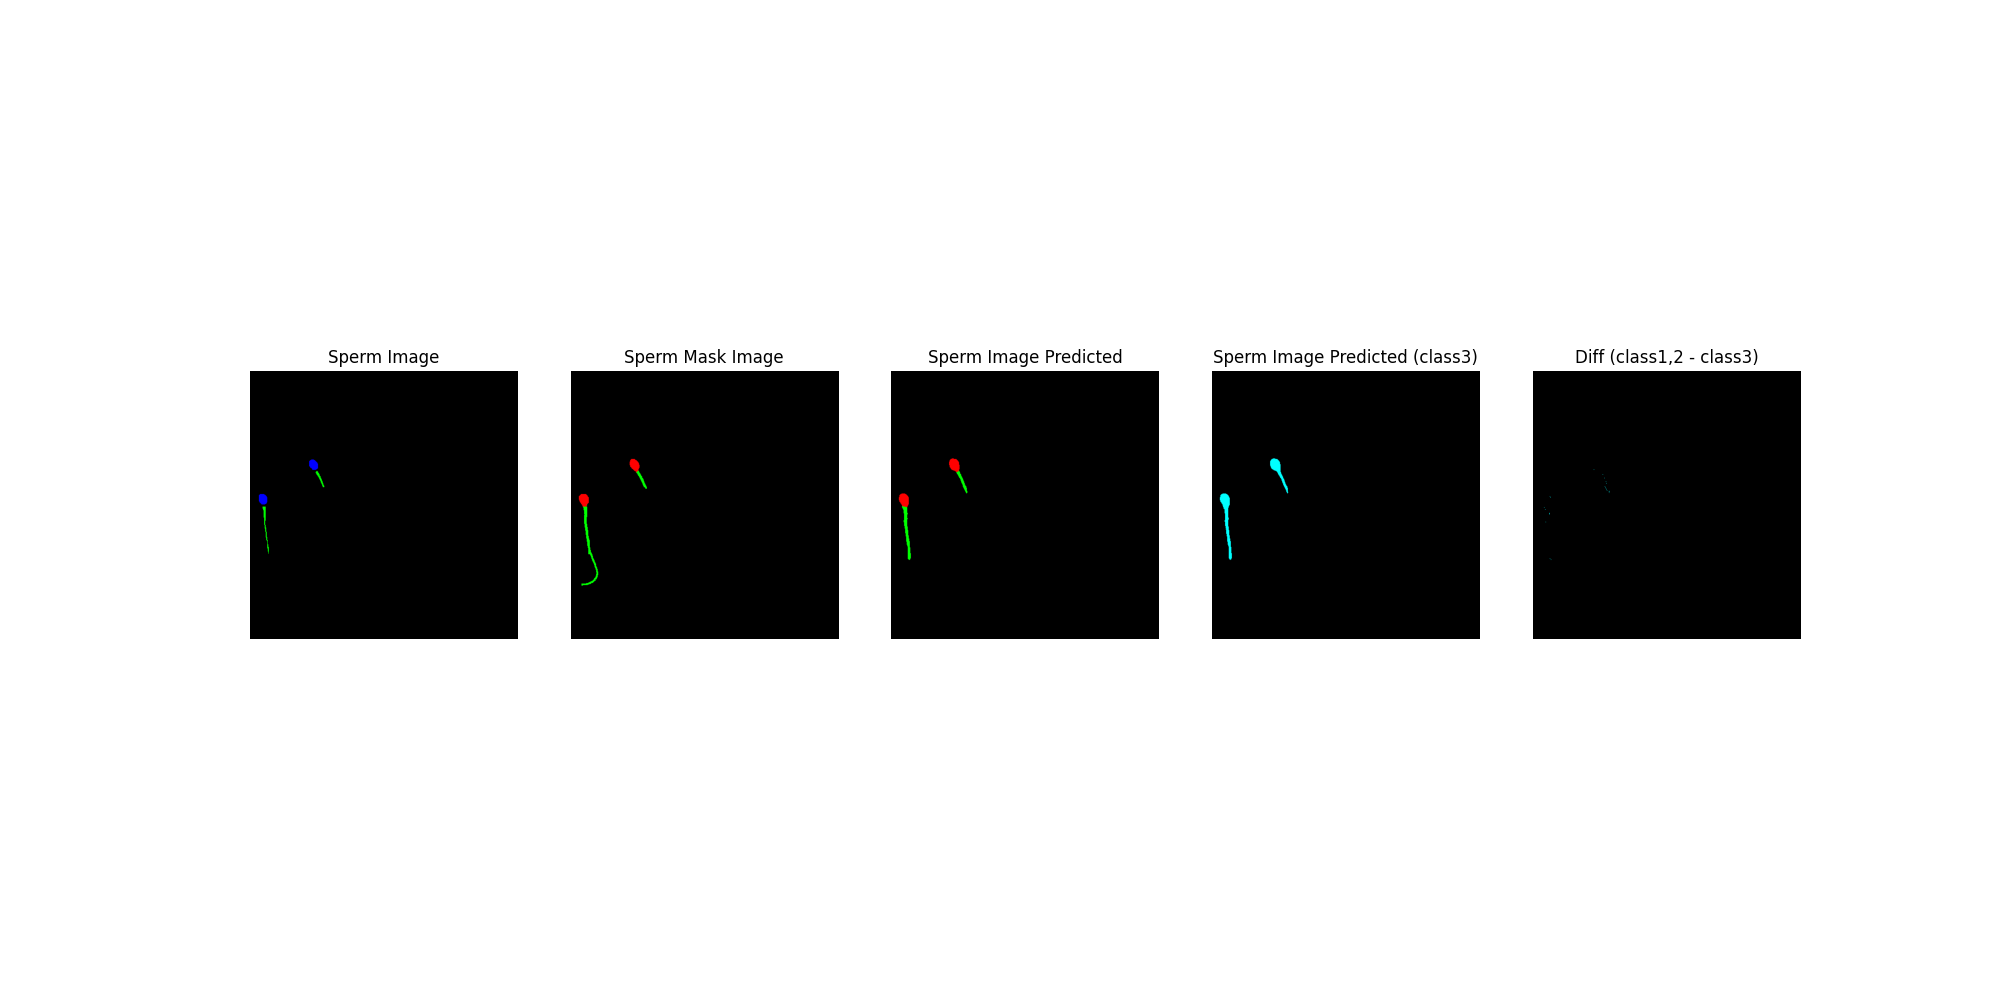 Sperm Image
Sperm Mask Image
Sperm Image Predicted
Sperm Image Predicted (class3)
Diff (class1,2 - class3)